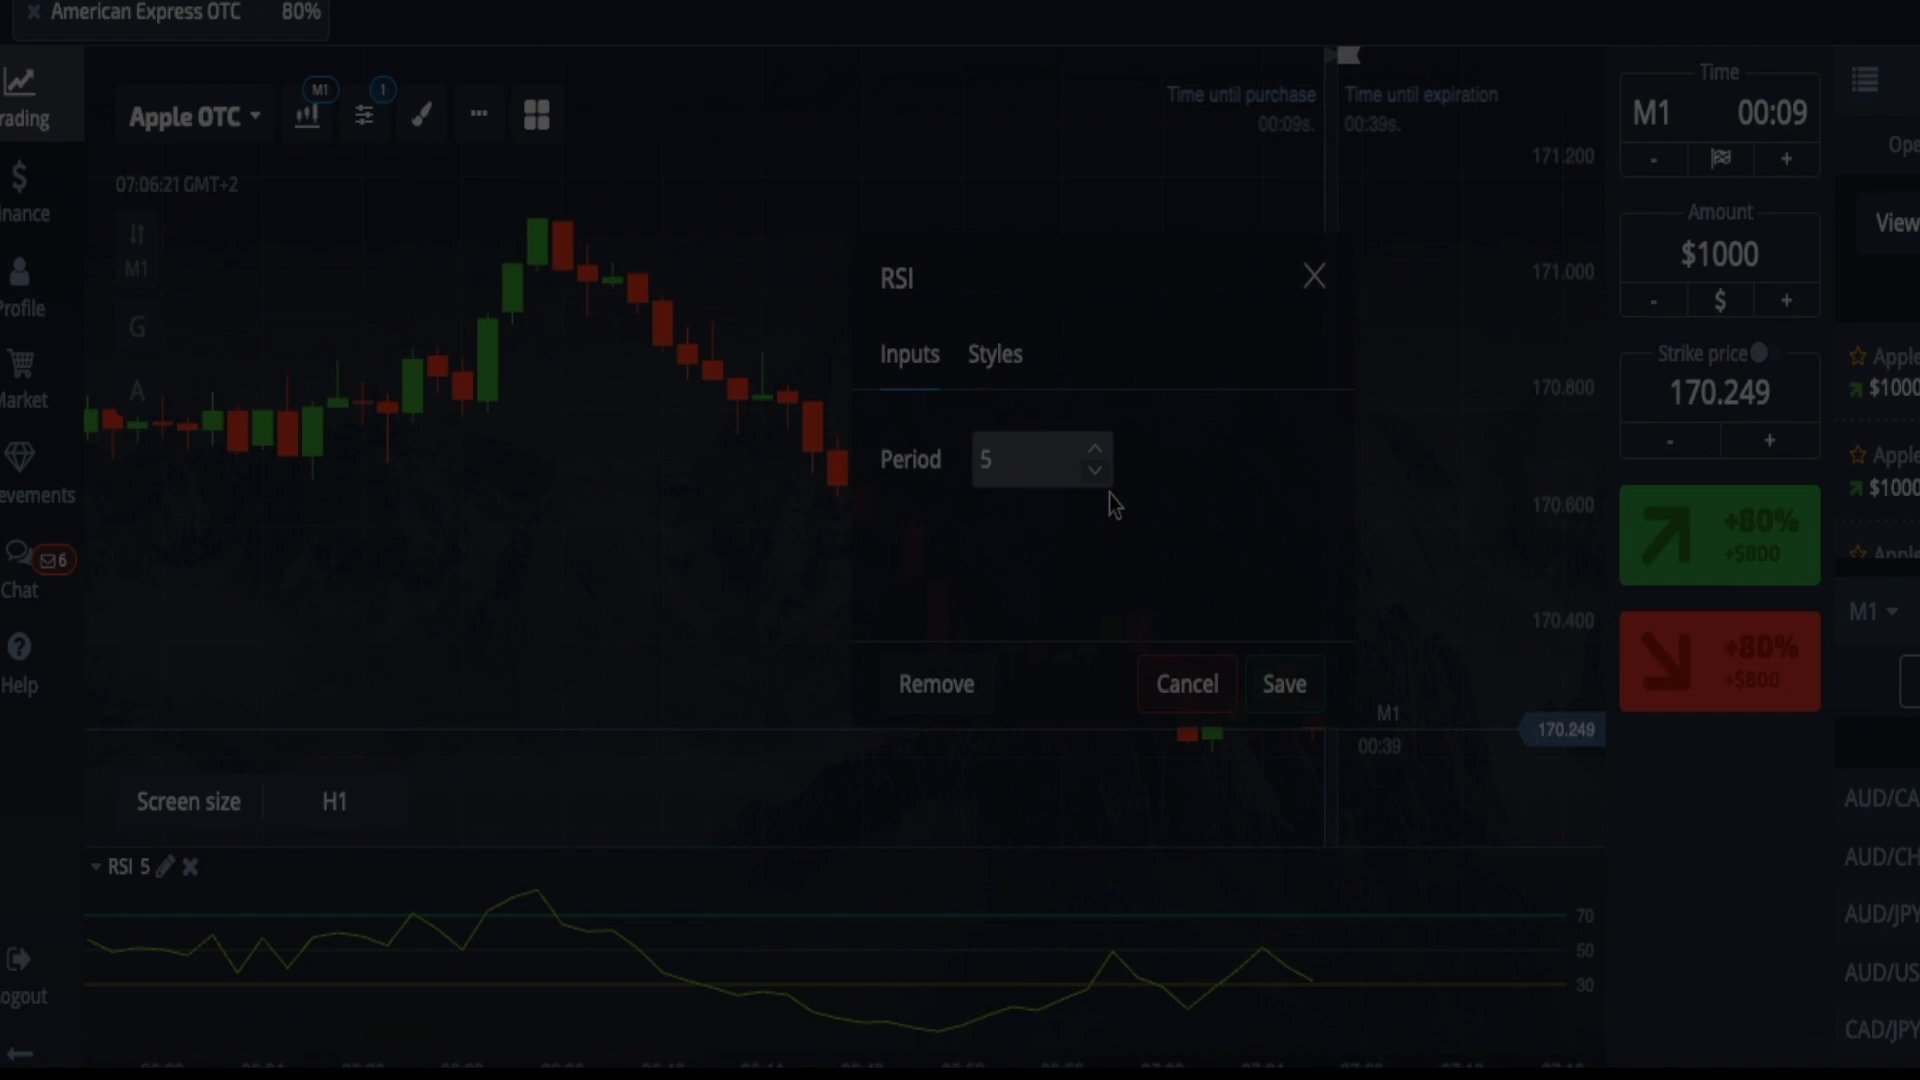 American Express OTC 80%
rading
inance
Profile
Market
evements
Chat
6
Help
ogout
Apple OTC
M1
1
07:06:21 GMT+2
M1
G
A
Time until purchase
00:09s.
Time until expiration
00:39s.
171.200
171.000
170.800
170.600
170.400
170.249
RSI
Inputs Styles
Period 5
Remove Cancel Save
M1
00:39
Screen size H1
RSI 5
70
50
30
Time
M1 00:09
- +
Amount
$1000
- $ +
Strike price
170.249
- +
+80%
+$800
+80%
+$800
Ope
View
Apple
$1000
Apple
$1000
Apple
M1
AUD/CA
AUD/CH
AUD/JPY
AUD/US
CAD/JPY